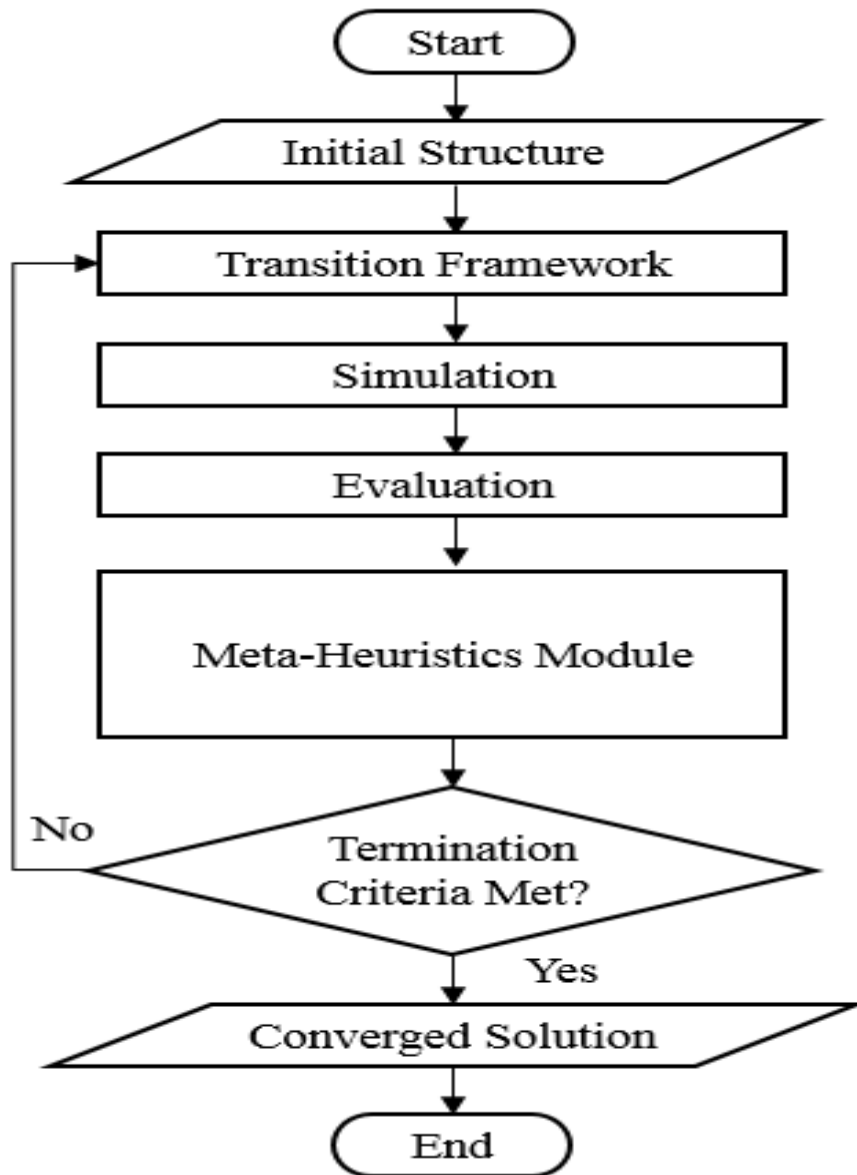 Start
Initial Structure
Transition Framework
Simulation
Evaluation
Meta-Heuristics Module
No
Termination
Criteria Met?
Yes
Converged Solution
End